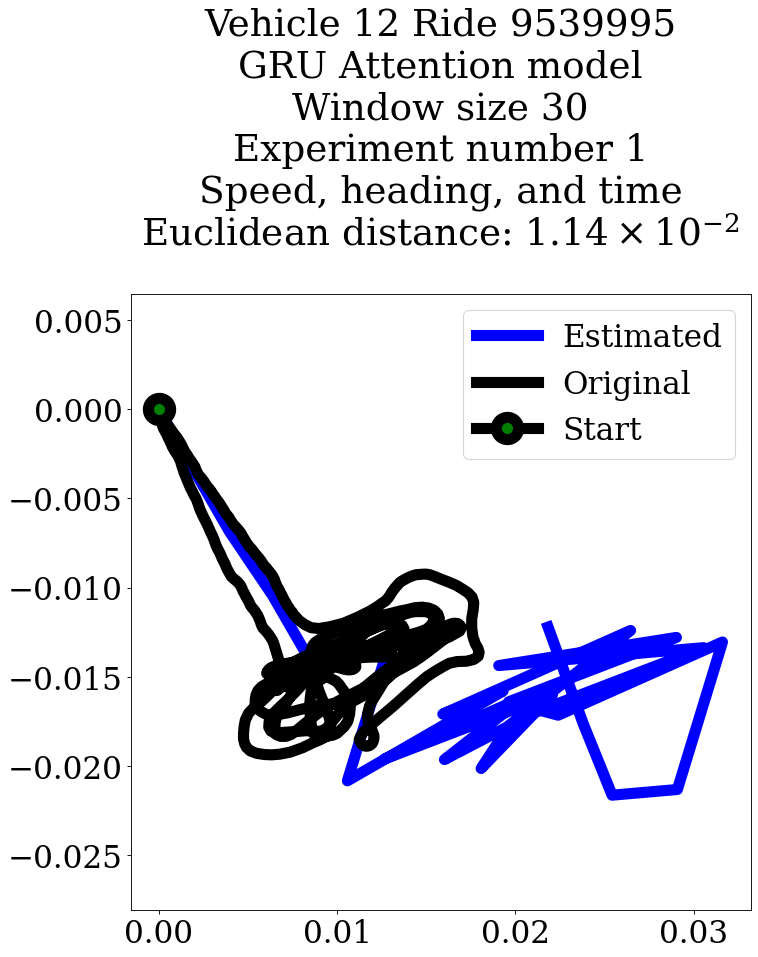 Vehicle 12 Ride 9539995
GRU Attention model
Window size 30
Experiment number 1
Speed, heading, and time
Euclidean distance: 1.14 × 10⁻²
Estimated
Original
Start
0.005
0.000
−0.005
−0.010
−0.015
−0.020
−0.025
0.00 0.01 0.02 0.03